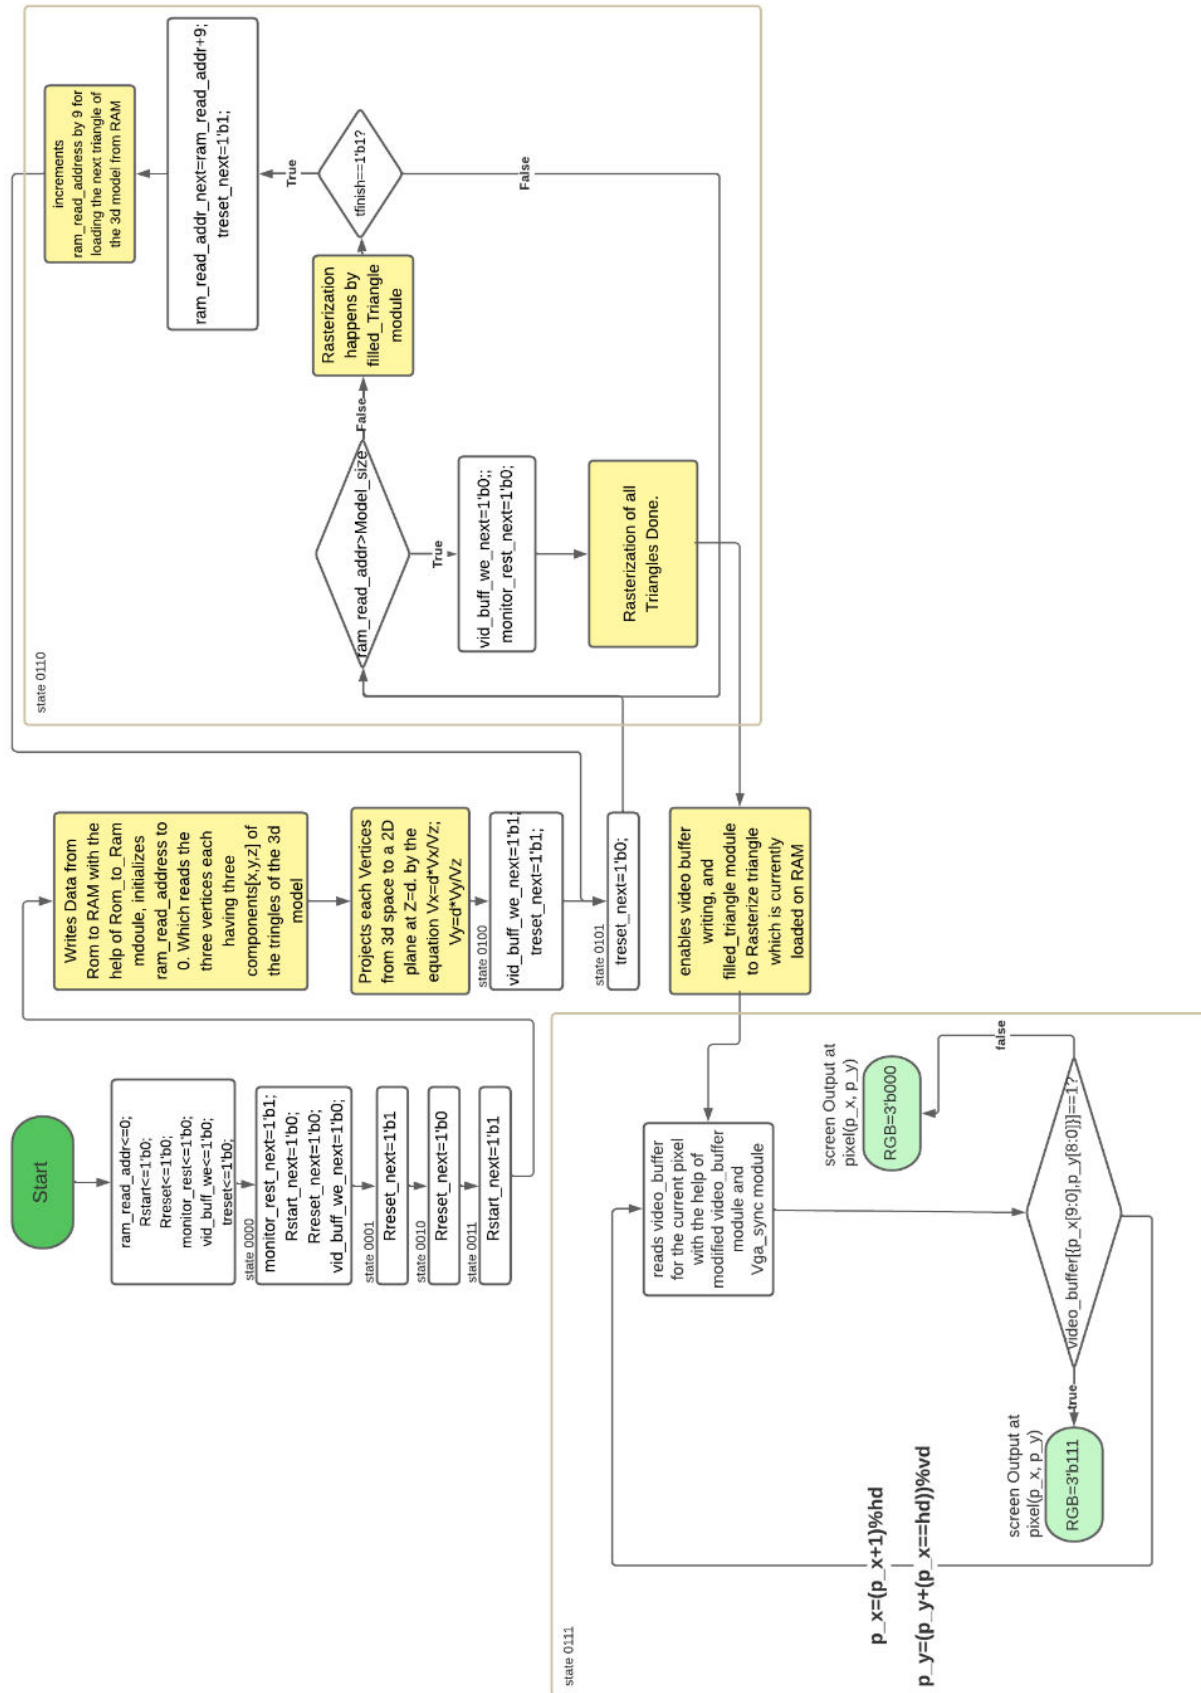 Start
ram_read_addr<=0;
Rstart<=1'b0;
Rreset<=1'b0;
monitor_rest<=1'b0;
vid_buff_we<=1'b0;
treset<=1'b0;
state 0000
monitor_rest_next=1'b1;
Rstart_next=1'b0;
Rreset_next=1'b0;
vid_buff_we_next=1'b0;
state 0001
Rreset_next=1'b1
state 0010
Rreset_next=1'b0
state 0011
Rstart_next=1'b1
Writes Data from
Rom to RAM with the
help of Rom_to_Ram
mdoule, initializes
ram_read_address to
0. Which reads the
three vertices each
having three
components[x,y,z] of
the tringles of the 3d
model
Projects each Vertices
from 3d space to a 2D
plane at Z=d. by the
equation Vx=d*Vx/Vz;
Vy=d*Vy/Vz
state 0100
vid_buff_we_next=1'b1;
treset_next=1'b1;
state 0101
treset_next=1'b0;
state 0110
ram_read_addr>Model_size
False
True
Rasterization
happens by
filled_Triangle
module
tfinish==1'b1?
True
False
ram_read_addr_next=ram_read_addr+9;
treset_next=1'b1;
increments
ram_read_address by 9 for
loading the next triangle of
the 3d model from RAM
vid_buff_we_next=1'b0;;
monitor_rest_next=1'b0;
Rasterization of all
Triangles Done.
enables video buffer
writing, and
filled_triangle module
to Rasterize triangle
which is currently
loaded on RAM
state 0111
reads video_buffer
for the current pixel
with the help of
modified video_buffer
module and
Vga_sync module
video_buffer[{p_x[9:0],p_y[8:0]}]==1?
false
screen Output at
pixel(p_x, p_y)
RGB=3'b000
true
screen Output at
pixel(p_x, p_y)
RGB=3'b111
p_x=(p_x+1)%hd
p_y=(p_y+(p_x==hd))%vd